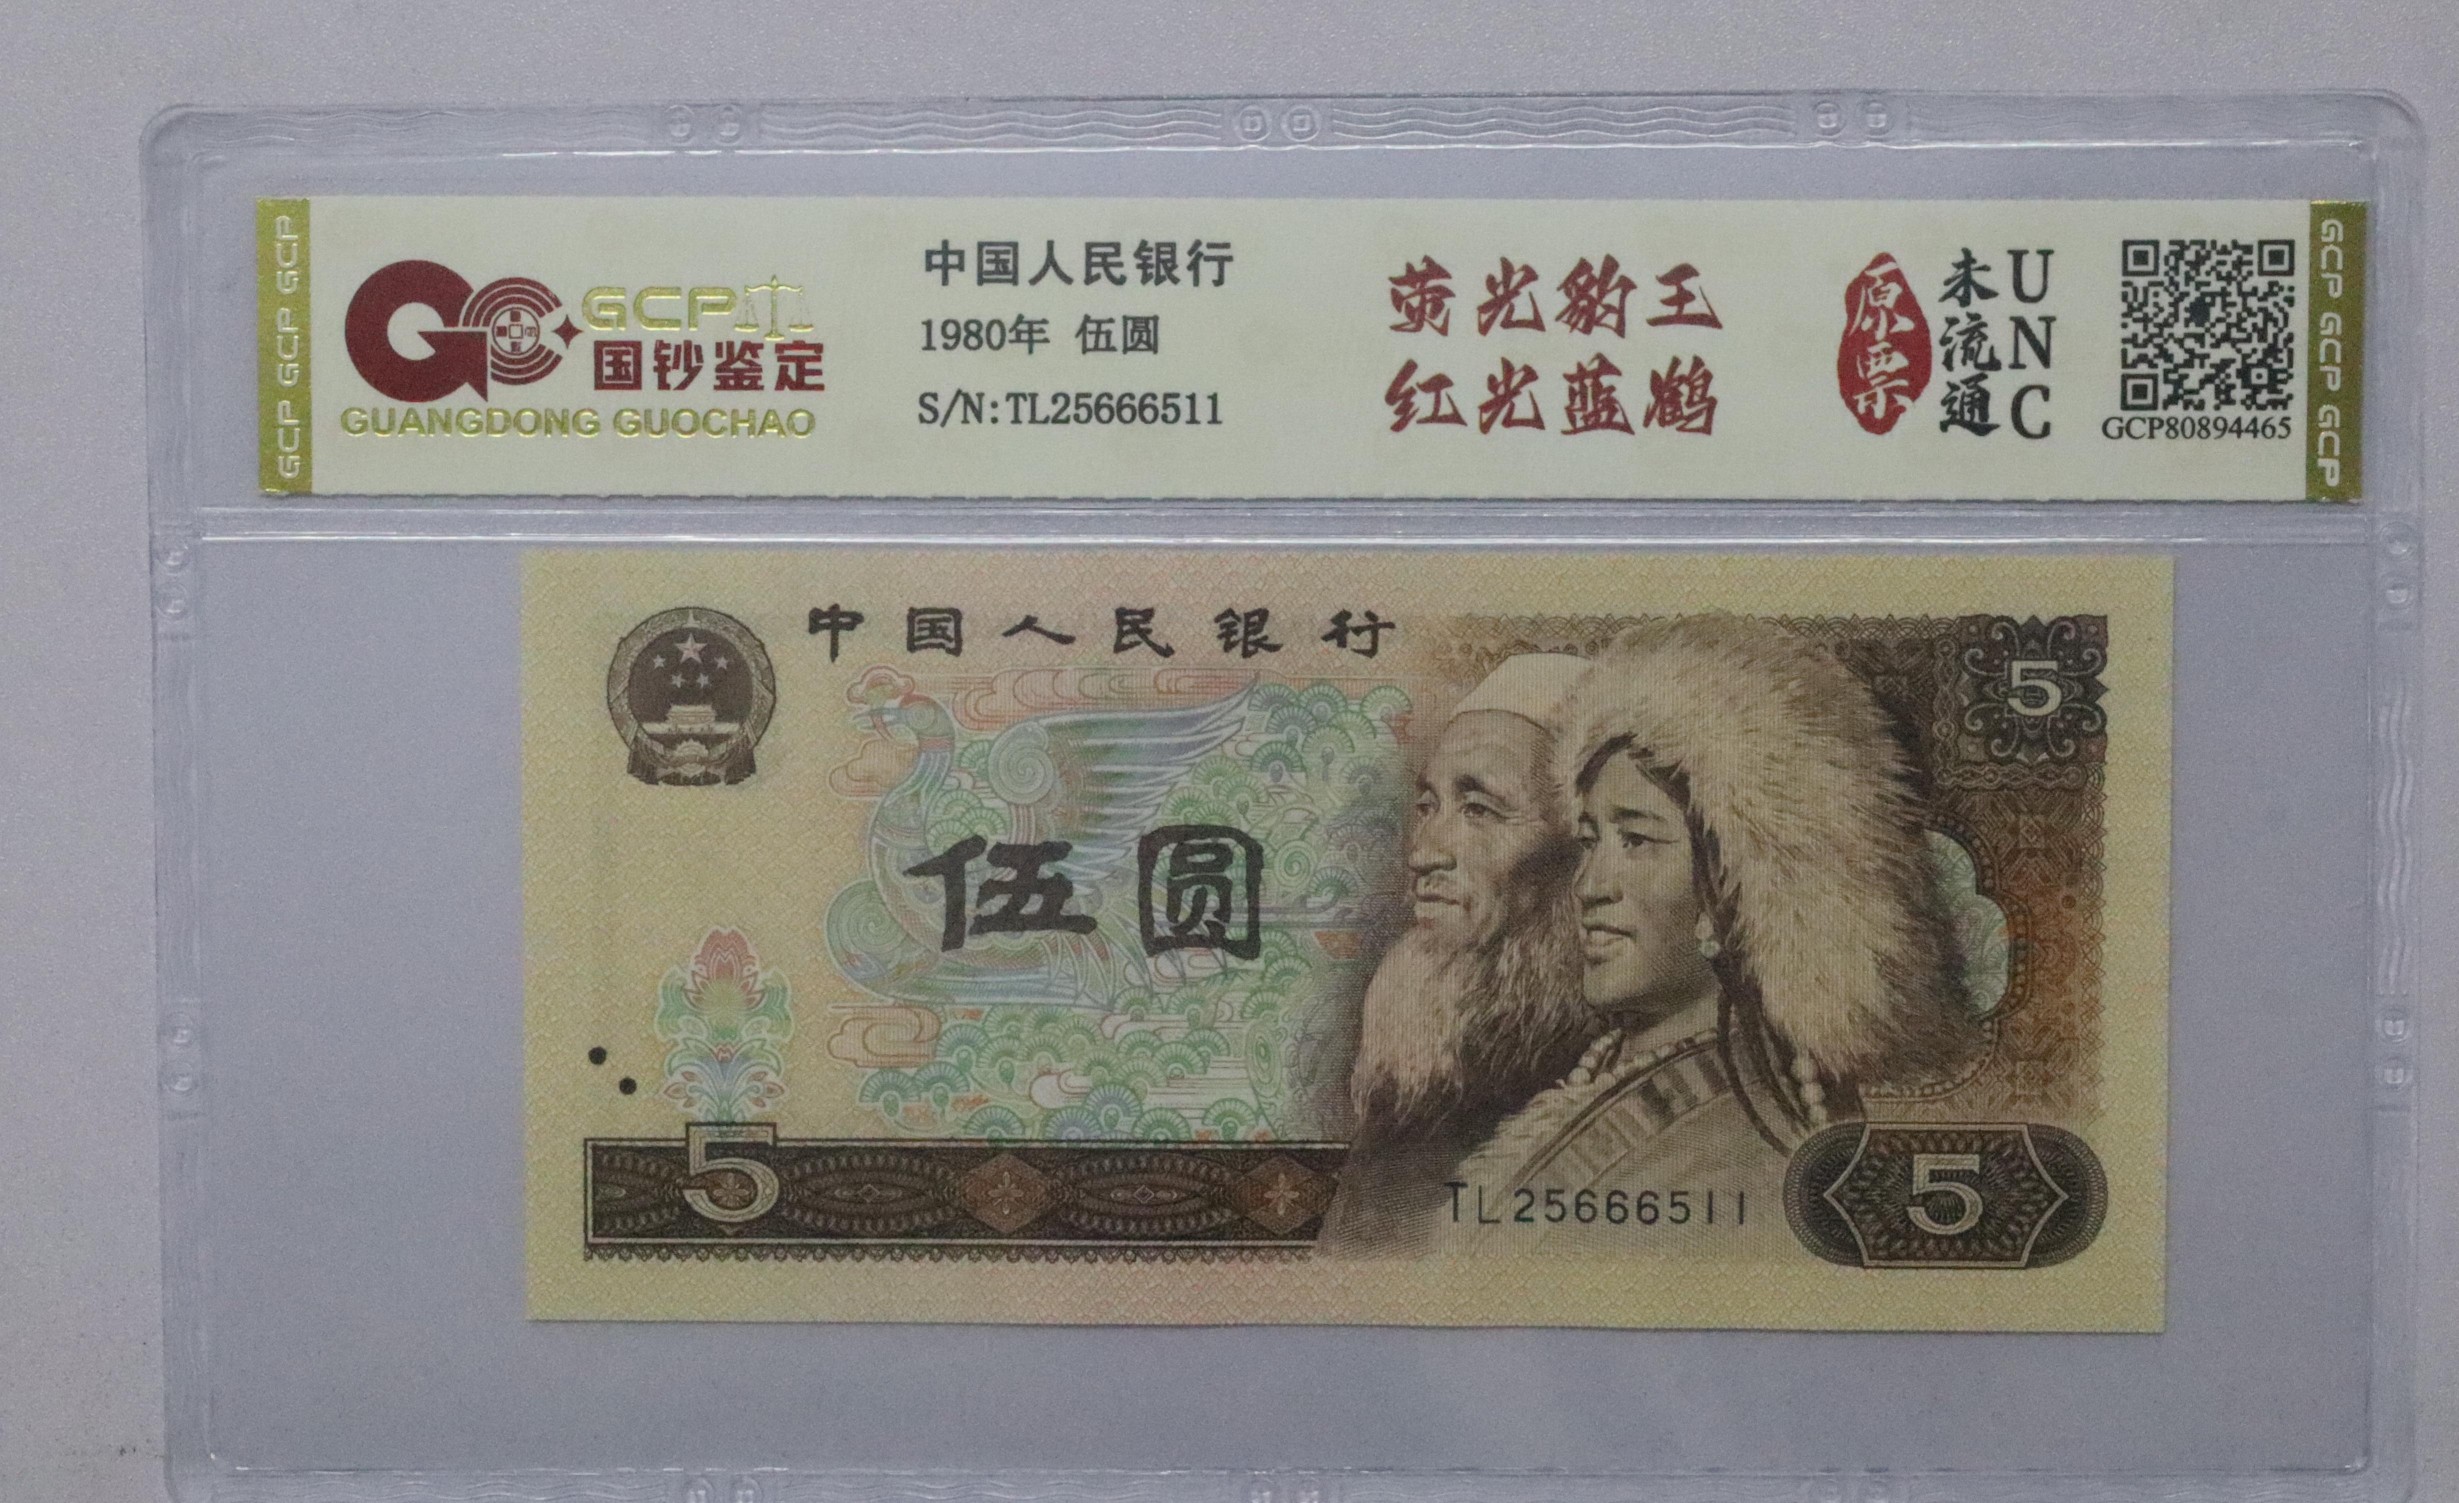 GCP GCP GCP
GCP
国钞鉴定
GUANGDONG GUOCHAO
中国人民银行
1980年 伍圆
S/N:TL25666511
荧光豹王
红光蓝鹤
原票
未流通
UNC
GCP80894465
GCP GCP GCP GCP
中国人民银行
5
伍圆
5
TL25666511
5